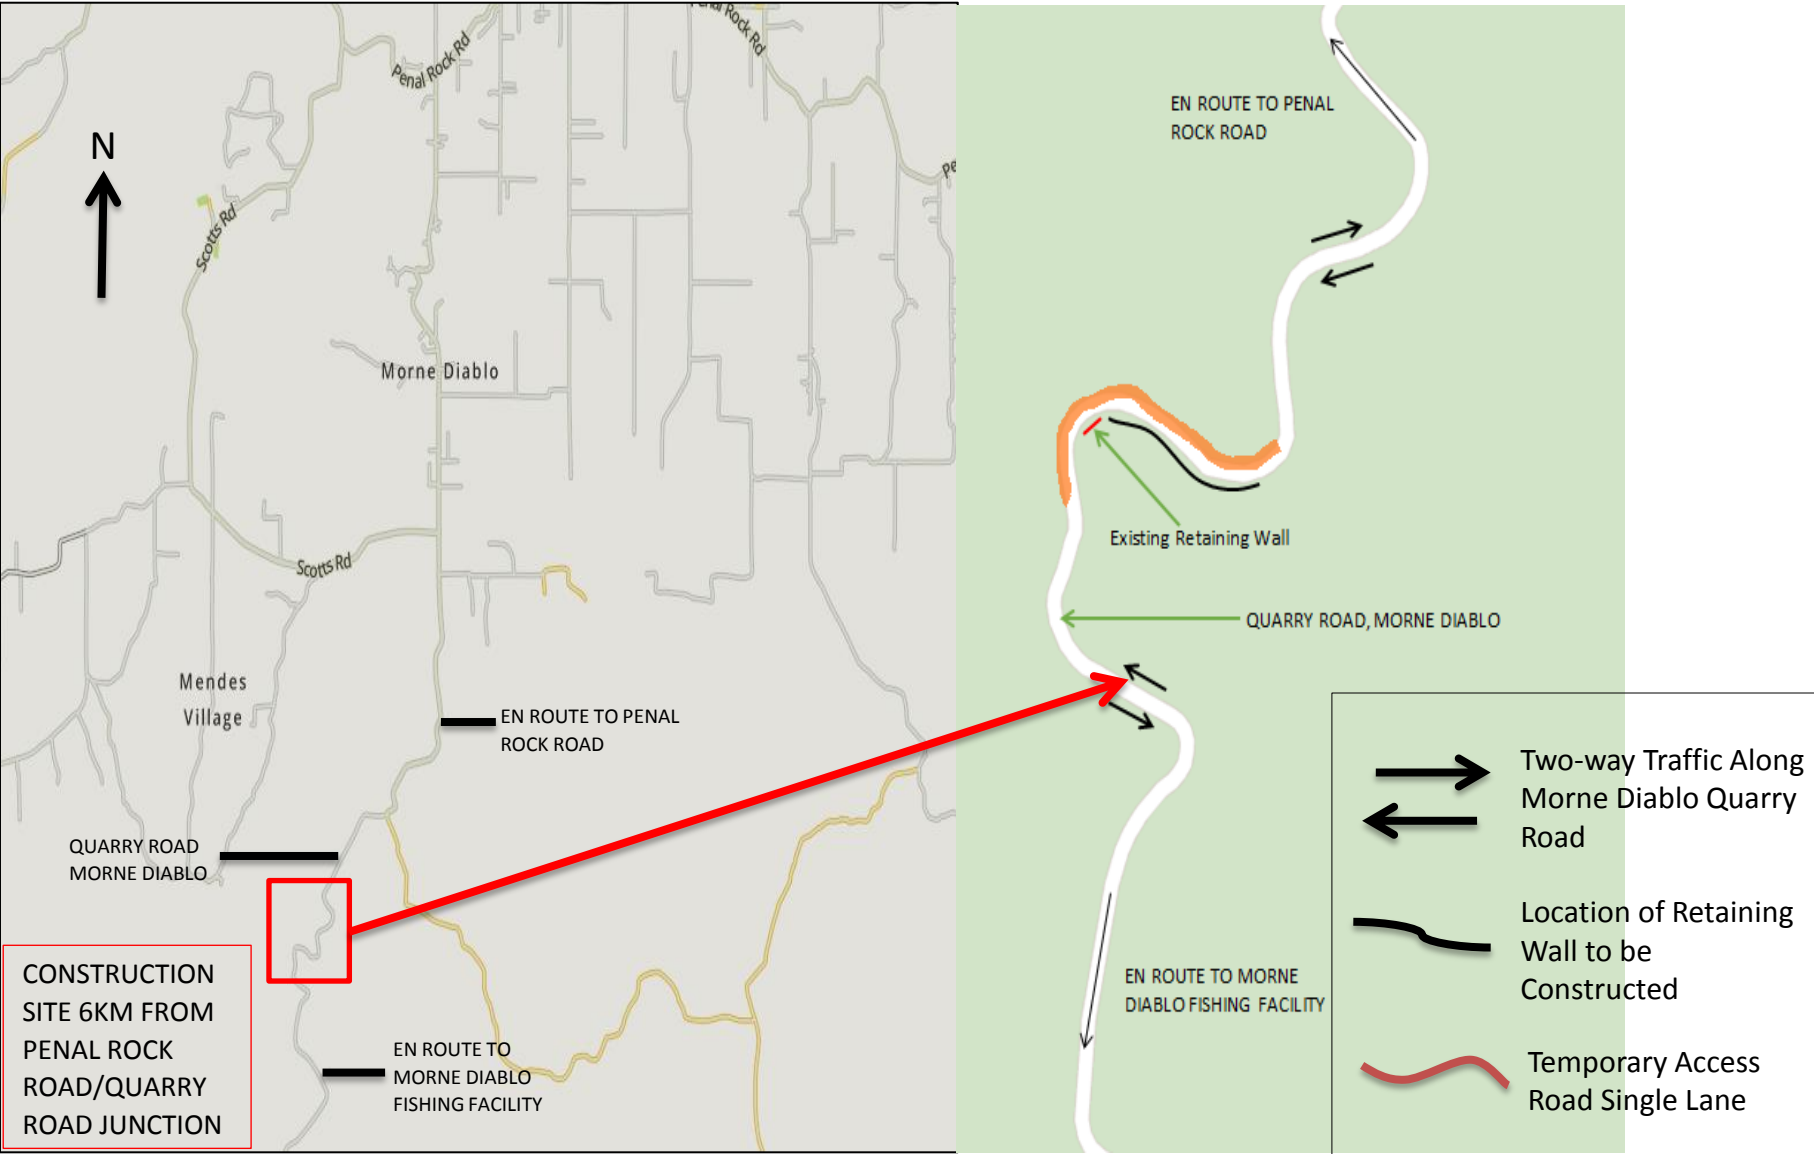 Penal Rock Rd
Penal Rock Rd
Pe
N
Scotts Rd
Morne Diablo
Scotts Rd
Mendes
Village
EN ROUTE TO PENAL
ROCK ROAD
QUARRY ROAD
MORNE DIABLO
CONSTRUCTION
SITE 6KM FROM
PENAL ROCK
ROAD/QUARRY
ROAD JUNCTION
EN ROUTE TO
MORNE DIABLO
FISHING FACILITY
EN ROUTE TO PENAL
ROCK ROAD
Existing Retaining Wall
QUARRY ROAD, MORNE DIABLO
EN ROUTE TO MORNE
DIABLO FISHING FACILITY
Two-way Traffic Along
Morne Diablo Quarry
Road
Location of Retaining
Wall to be
Constructed
Temporary Access
Road Single Lane